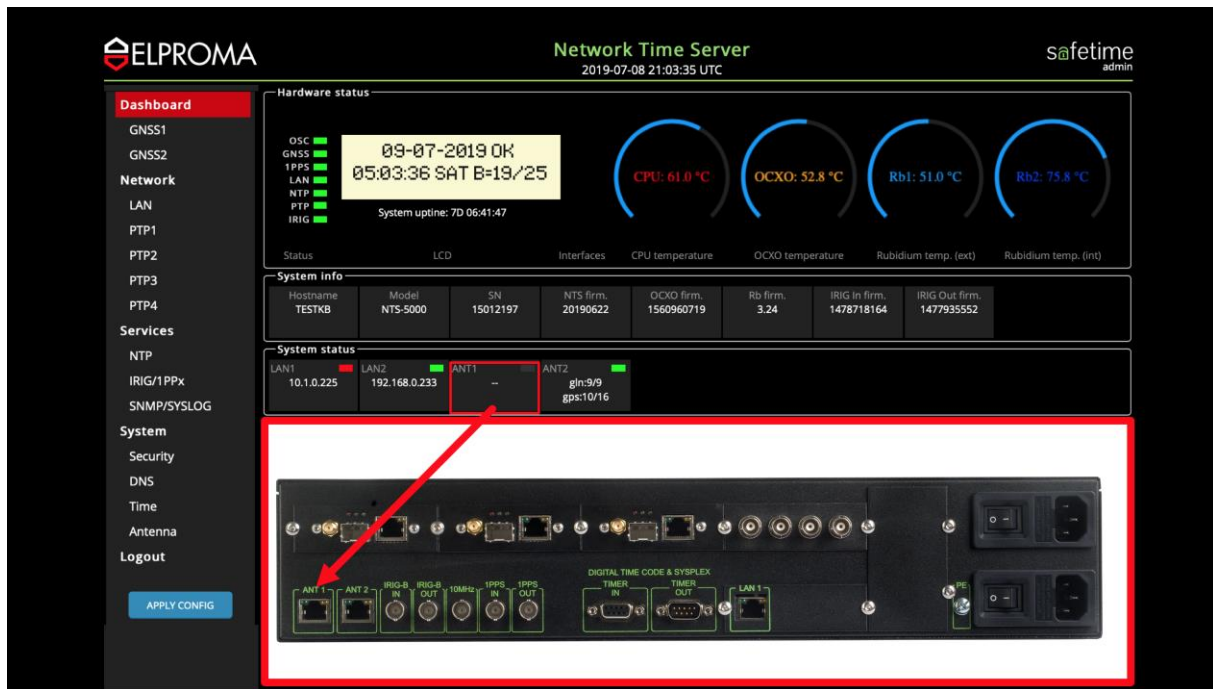 ELPROMA
Network Time Server
2019-07-08 21:03:35 UTC
safetime
admin
Dashboard
GNSS1
GNSS2
Network
LAN
PTP1
PTP2
PTP3
PTP4
Services
NTP
IRIG/1PPx
SNMP/SYSLOG
System
Security
DNS
Time
Antenna
Logout
APPLY CONFIG
Hardware status
OSC
GNSS
1PPS
LAN
NTP
PTP
IRIG
09-07-2019 OK
05:03:36 SAT B=19/25
System uptine: 7D 06:41:47
CPU: 61.0 °C
OCXO: 52.8 °C
Rb1: 51.0 °C
Rb2: 75.8 °C
Status LCD Interfaces CPU temperature OCXO temperature Rubidium temp. (ext) Rubidium temp. (int)
System info
Hostname Model SN NTS firm. OCXO firm. Rb firm. IRIG In firm. IRIG Out firm.
TESTKB NTS-5000 15012197 20190622 1560960719 3.24 1478718164 1477935552
System status
LAN1 LAN2 ANT1 ANT2
10.1.0.225 192.168.0.233 -- gln:9/9
gps:10/16
DIGITAL TIME CODE & SYSPLEX
ANT 1 ANT 2 IRIG-B IN IRIG-B OUT 10MHz 1PPS IN 1PPS OUT TIMER IN TIMER OUT LAN 1 PE